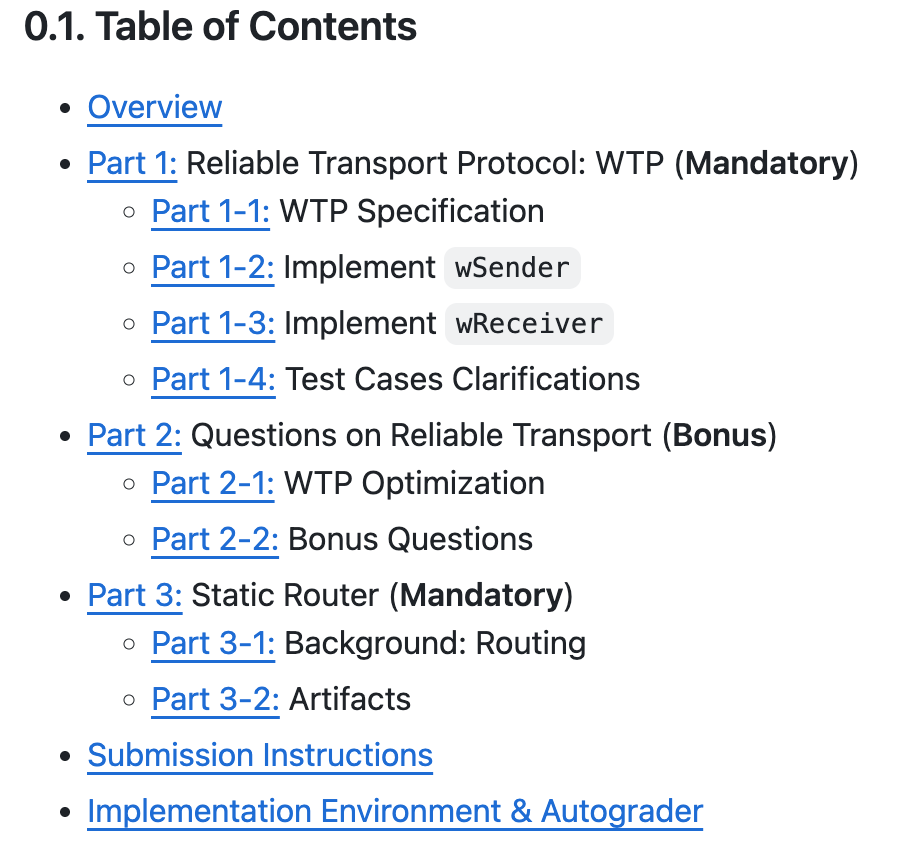 0.1. Table of Contents
• Overview
• Part 1: Reliable Transport Protocol: WTP (Mandatory)
◦ Part 1-1: WTP Specification
◦ Part 1-2: Implement wSender
◦ Part 1-3: Implement wReceiver
◦ Part 1-4: Test Cases Clarifications
• Part 2: Questions on Reliable Transport (Bonus)
◦ Part 2-1: WTP Optimization
◦ Part 2-2: Bonus Questions
• Part 3: Static Router (Mandatory)
◦ Part 3-1: Background: Routing
◦ Part 3-2: Artifacts
• Submission Instructions
• Implementation Environment & Autograder